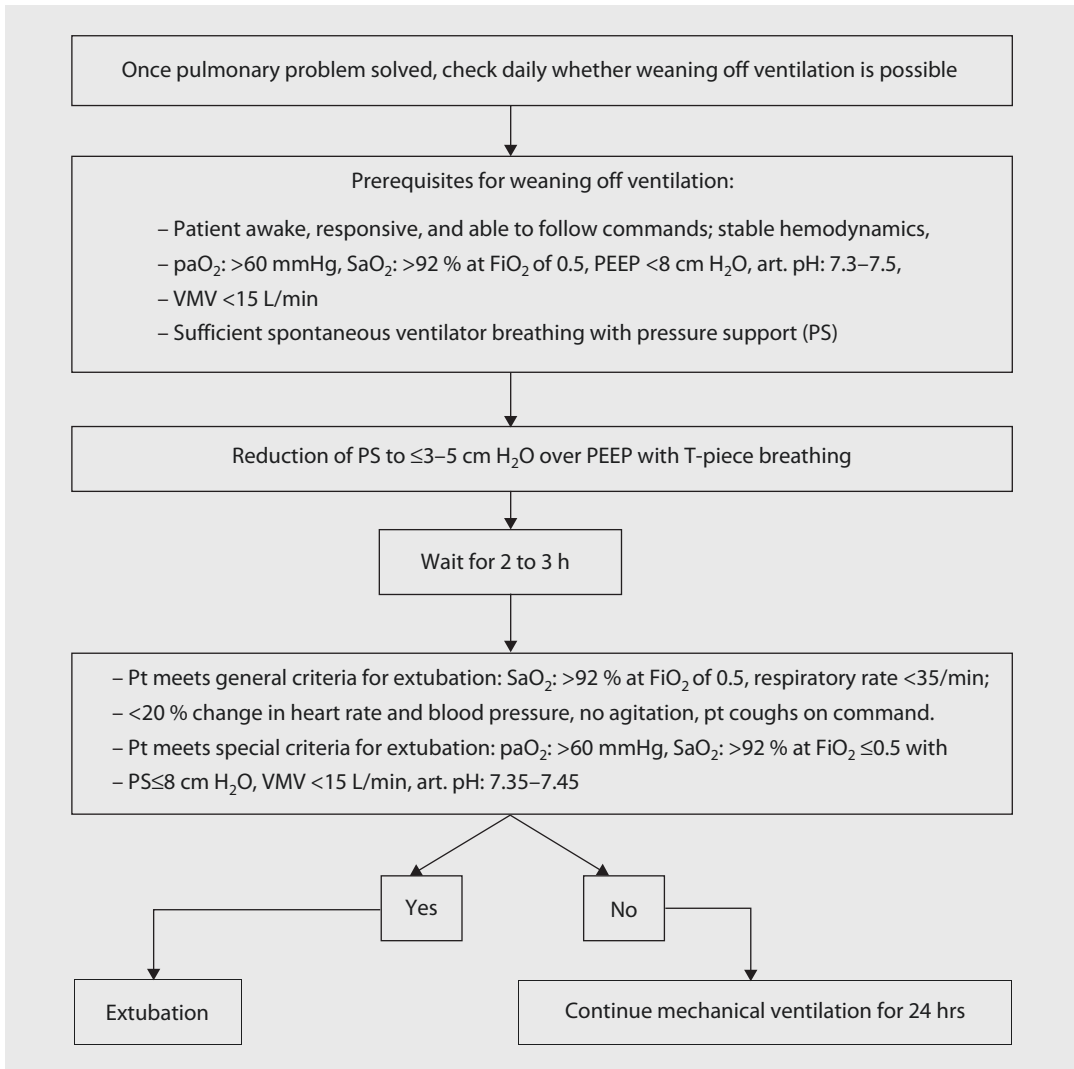 Once pulmonary problem solved, check daily whether weaning off ventilation is possible
Prerequisites for weaning off ventilation:
– Patient awake, responsive, and able to follow commands; stable hemodynamics,
– paO₂: >60 mmHg, SaO₂: >92 % at FiO₂ of 0.5, PEEP <8 cm H₂O, art. pH: 7.3–7.5,
– VMV <15 L/min
– Sufficient spontaneous ventilator breathing with pressure support (PS)
Reduction of PS to ≤3–5 cm H₂O over PEEP with T-piece breathing
Wait for 2 to 3 h
– Pt meets general criteria for extubation: SaO₂: >92 % at FiO₂ of 0.5, respiratory rate <35/min;
– <20 % change in heart rate and blood pressure, no agitation, pt coughs on command.
– Pt meets special criteria for extubation: paO₂: >60 mmHg, SaO₂: >92 % at FiO₂ ≤0.5 with
– PS≤8 cm H₂O, VMV <15 L/min, art. pH: 7.35–7.45
Yes
No
Extubation
Continue mechanical ventilation for 24 hrs